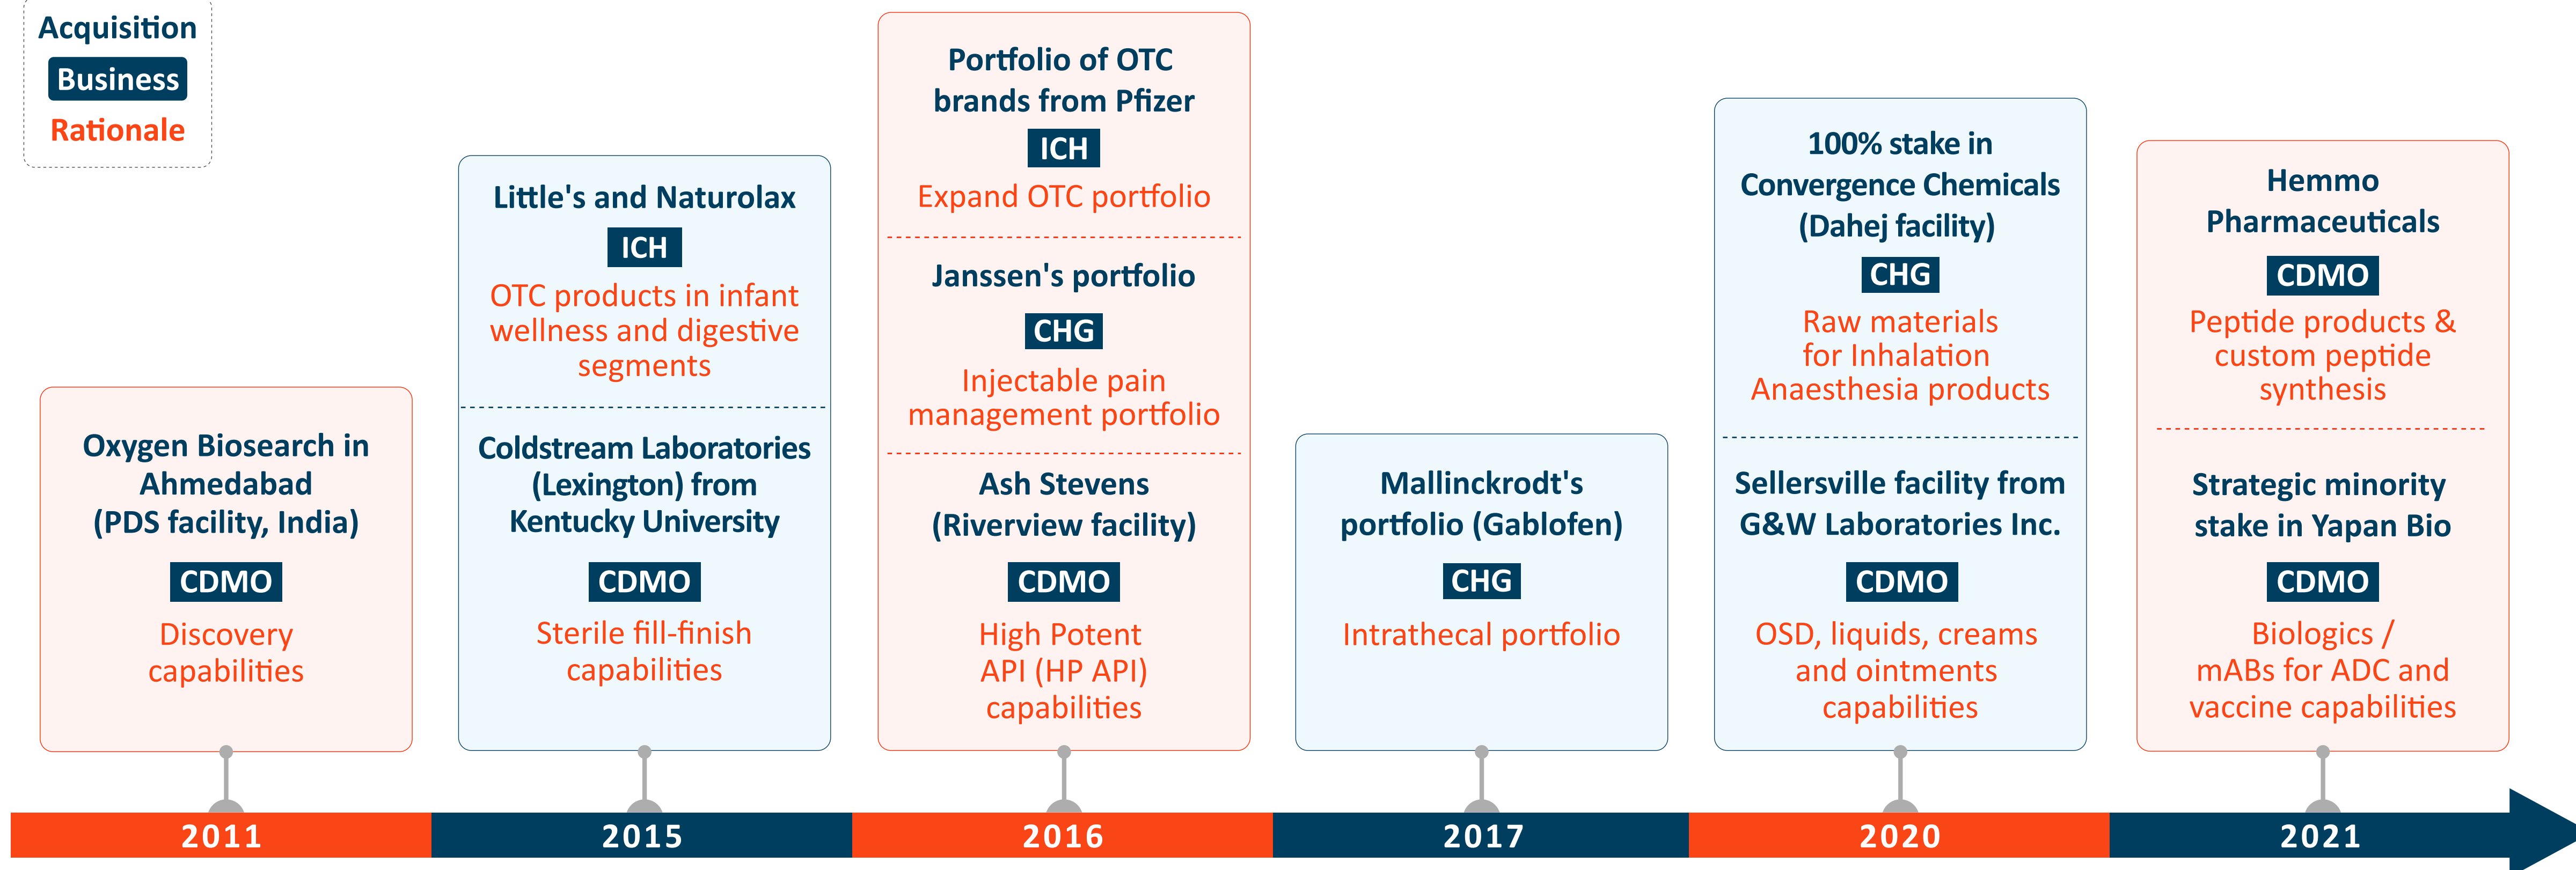 Acquisition
Business
Rationale
Oxygen Biosearch in
Ahmedabad
(PDS facility, India)
CDMO
Discovery
capabilities
Little's and Naturolax
ICH
OTC products in infant
wellness and digestive
segments
Coldstream Laboratories
(Lexington) from
Kentucky University
CDMO
Sterile fill-finish
capabilities
Portfolio of OTC
brands from Pfizer
ICH
Expand OTC portfolio
Janssen's portfolio
CHG
Injectable pain
management portfolio
Ash Stevens
(Riverview facility)
CDMO
High Potent
API (HP API)
capabilities
Mallinckrodt's
portfolio (Gablofen)
CHG
Intrathecal portfolio
100% stake in
Convergence Chemicals
(Dahej facility)
CHG
Raw materials
for Inhalation
Anaesthesia products
Sellersville facility from
G&W Laboratories Inc.
CDMO
OSD, liquids, creams
and ointments
capabilities
Hemmo
Pharmaceuticals
CDMO
Peptide products &
custom peptide
synthesis
Strategic minority
stake in Yapan Bio
CDMO
Biologics /
mABs for ADC and
vaccine capabilities
2011
2015
2016
2017
2020
2021